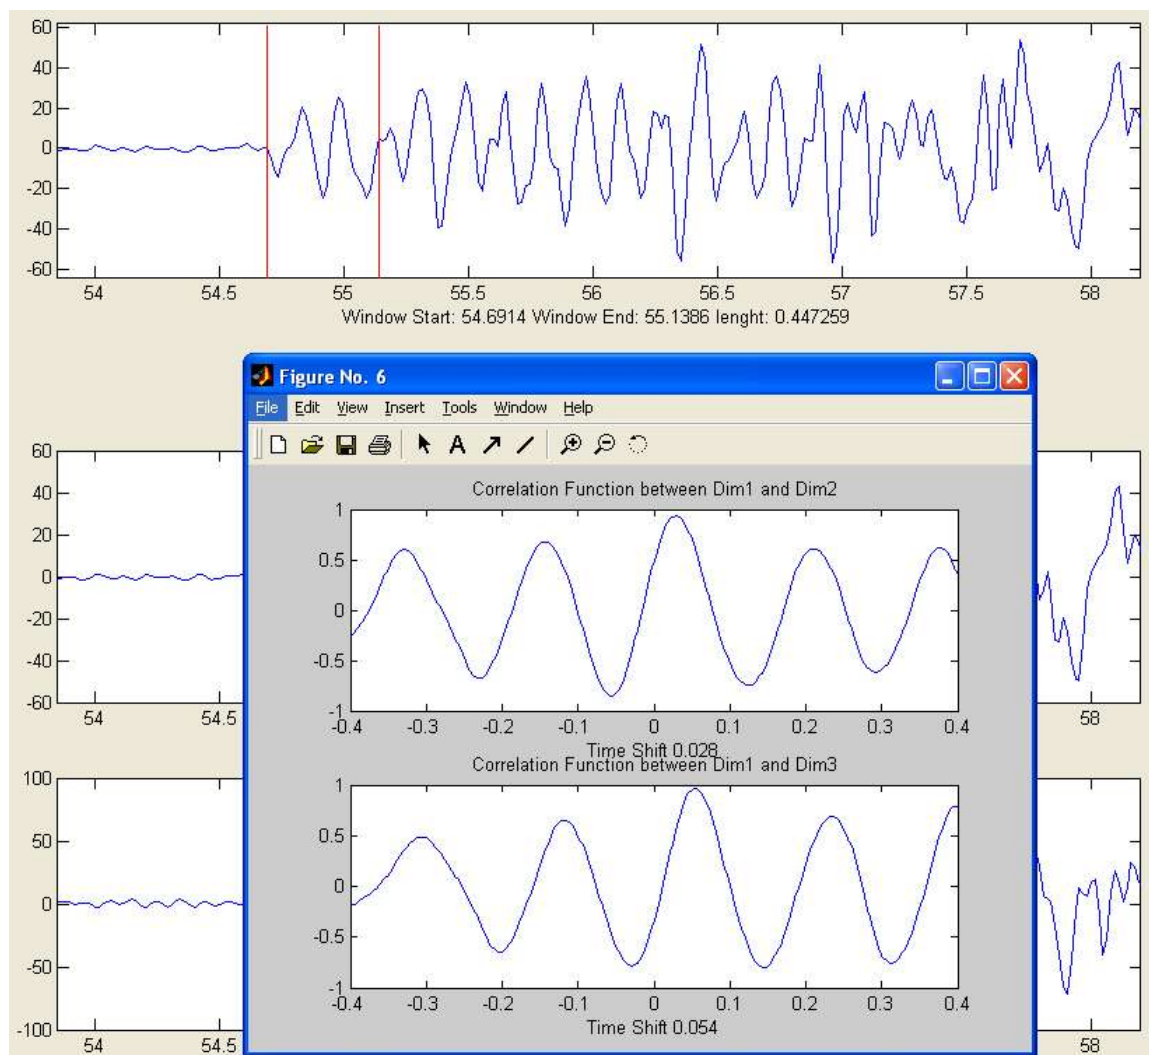 60
40
20
0
-20
-40
-60
54 54.5 55 55.5 56 56.5 57 57.5 58
Window Start: 54.6914 Window End: 55.1386 lenght: 0.447259
60
40
20
0
-20
-40
-60
54 54.5 58
100
50
0
-50
-100
54 54.5 58
Figure No. 6
File Edit View Insert Tools Window Help
A
Correlation Function between Dim1 and Dim2
1
0.5
0
-0.5
-1
-0.4 -0.3 -0.2 -0.1 0 0.1 0.2 0.3 0.4
Time Shift 0.028
Correlation Function between Dim1 and Dim3
1
0.5
0
-0.5
-1
-0.4 -0.3 -0.2 -0.1 0 0.1 0.2 0.3 0.4
Time Shift 0.054